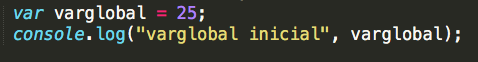 var varglobal = 25;
console.log("varglobal inicial", varglobal);